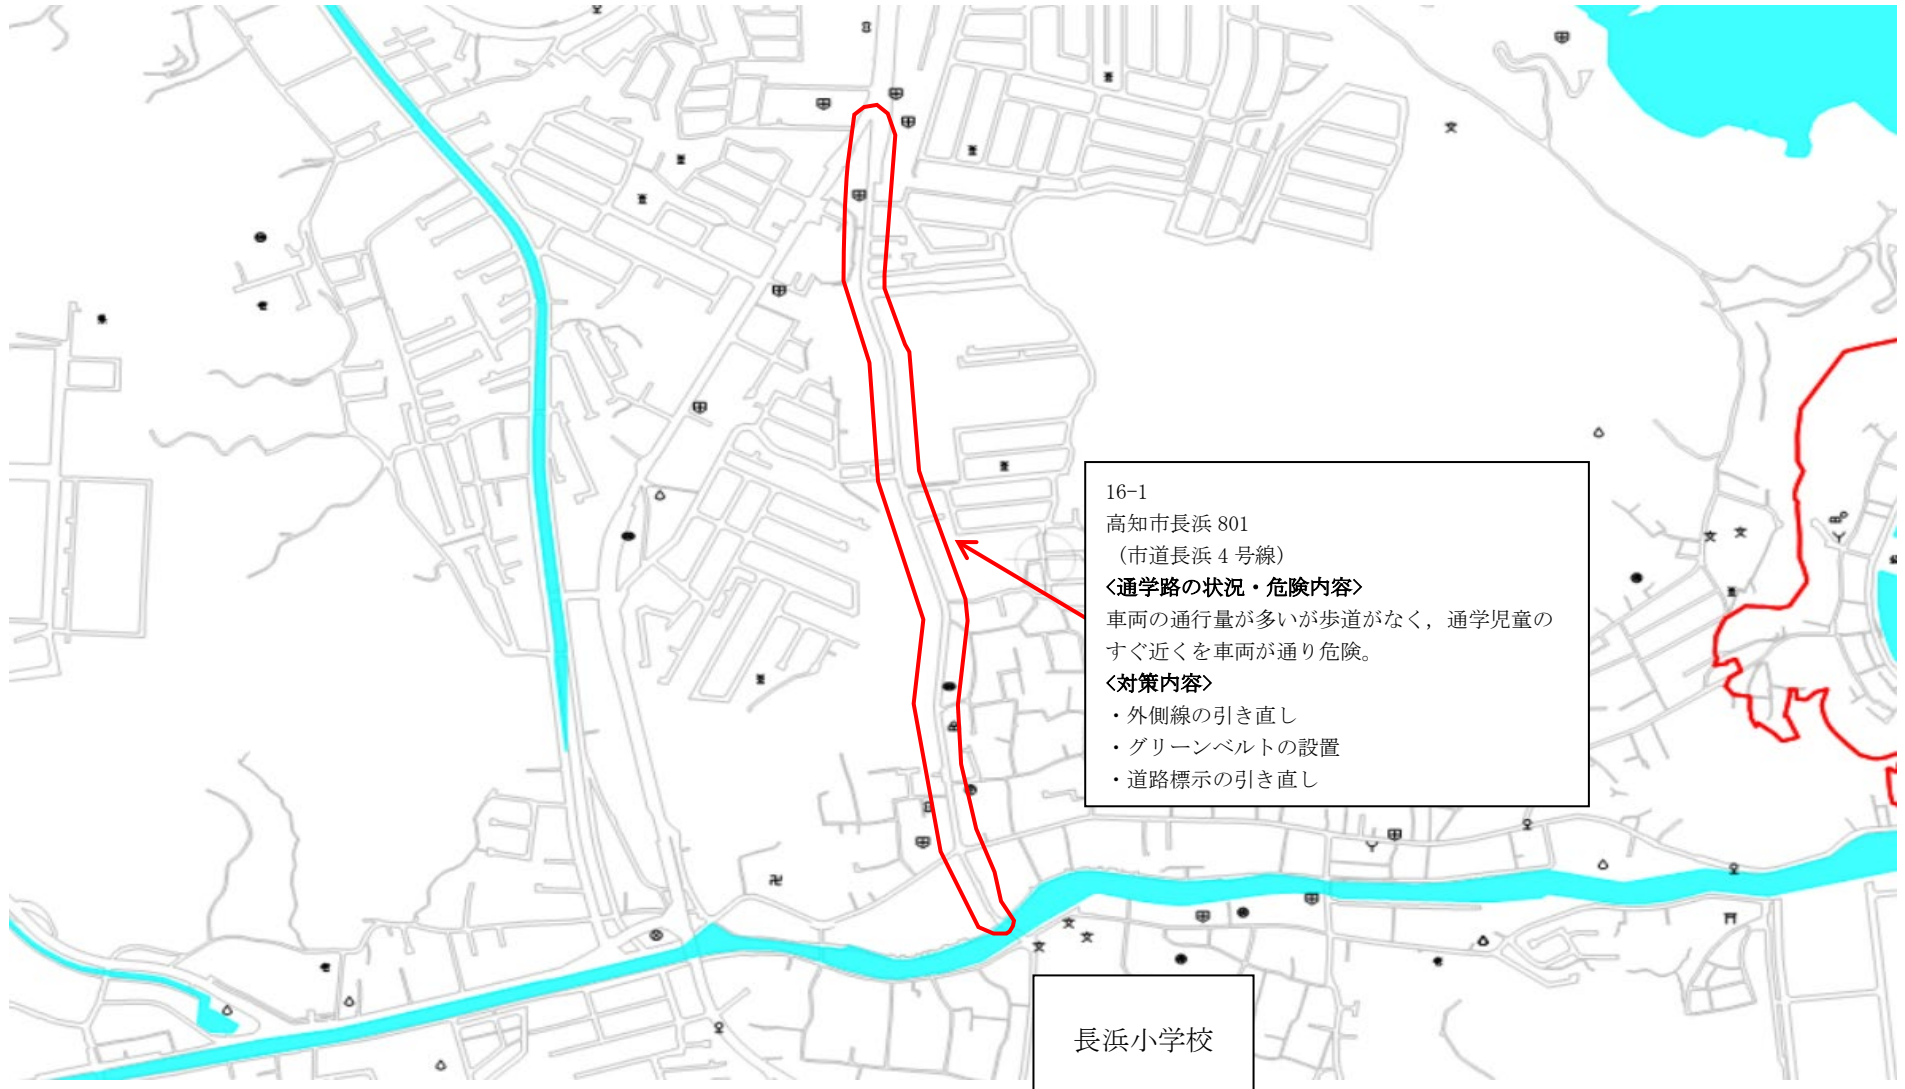 16-1
高知市長浜 801
（市道長浜 4 号線）
<通学路の状況・危険内容>
車両の通行量が多いが歩道がなく，通学児童の
すぐ近くを車両が通り危険。
<対策内容>
・外側線の引き直し
・グリーンベルトの設置
・道路標示の引き直し
長浜小学校